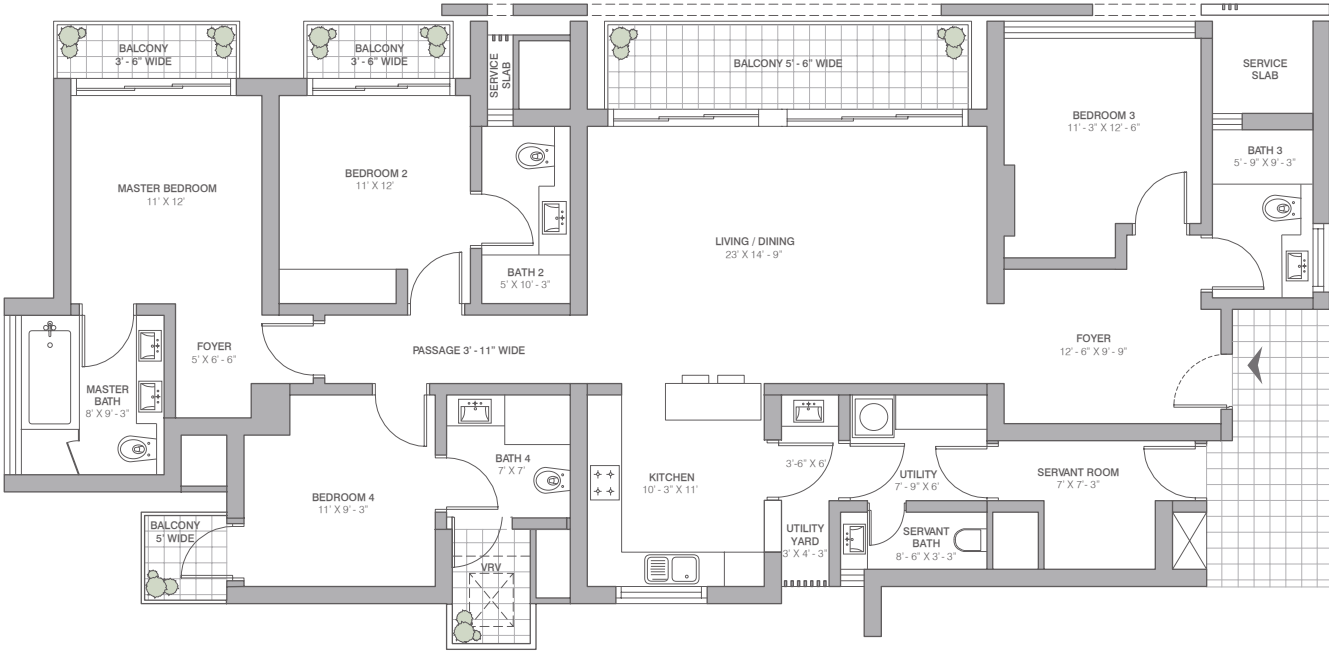 BALCONY
3' - 6" WIDE
BALCONY
3' - 6" WIDE
SERVICE
SLAB
BALCONY 5' - 6" WIDE
SERVICE
SLAB
BEDROOM 3
11' - 3" X 12' - 6"
BATH 3
5' - 9" X 9' - 3"
MASTER BEDROOM
11' X 12'
BEDROOM 2
11' X 12'
LIVING / DINING
23' X 14' - 9"
BATH 2
5' X 10' - 3"
FOYER
5' X 6' - 6"
PASSAGE 3' - 11" WIDE
FOYER
12' - 6" X 9' - 9"
MASTER
BATH
8' X 9' - 3"
BATH 4
7' X 7'
KITCHEN
10' - 3" X 11'
3'-6" X 6'
UTILITY
7' - 9" X 6'
SERVANT ROOM
7' X 7' - 3"
BEDROOM 4
11' X 9' - 3"
BALCONY
5' WIDE
VRV
UTILITY
YARD
3' X 4' - 3"
SERVANT
BATH
8' - 6" X 3' - 3"